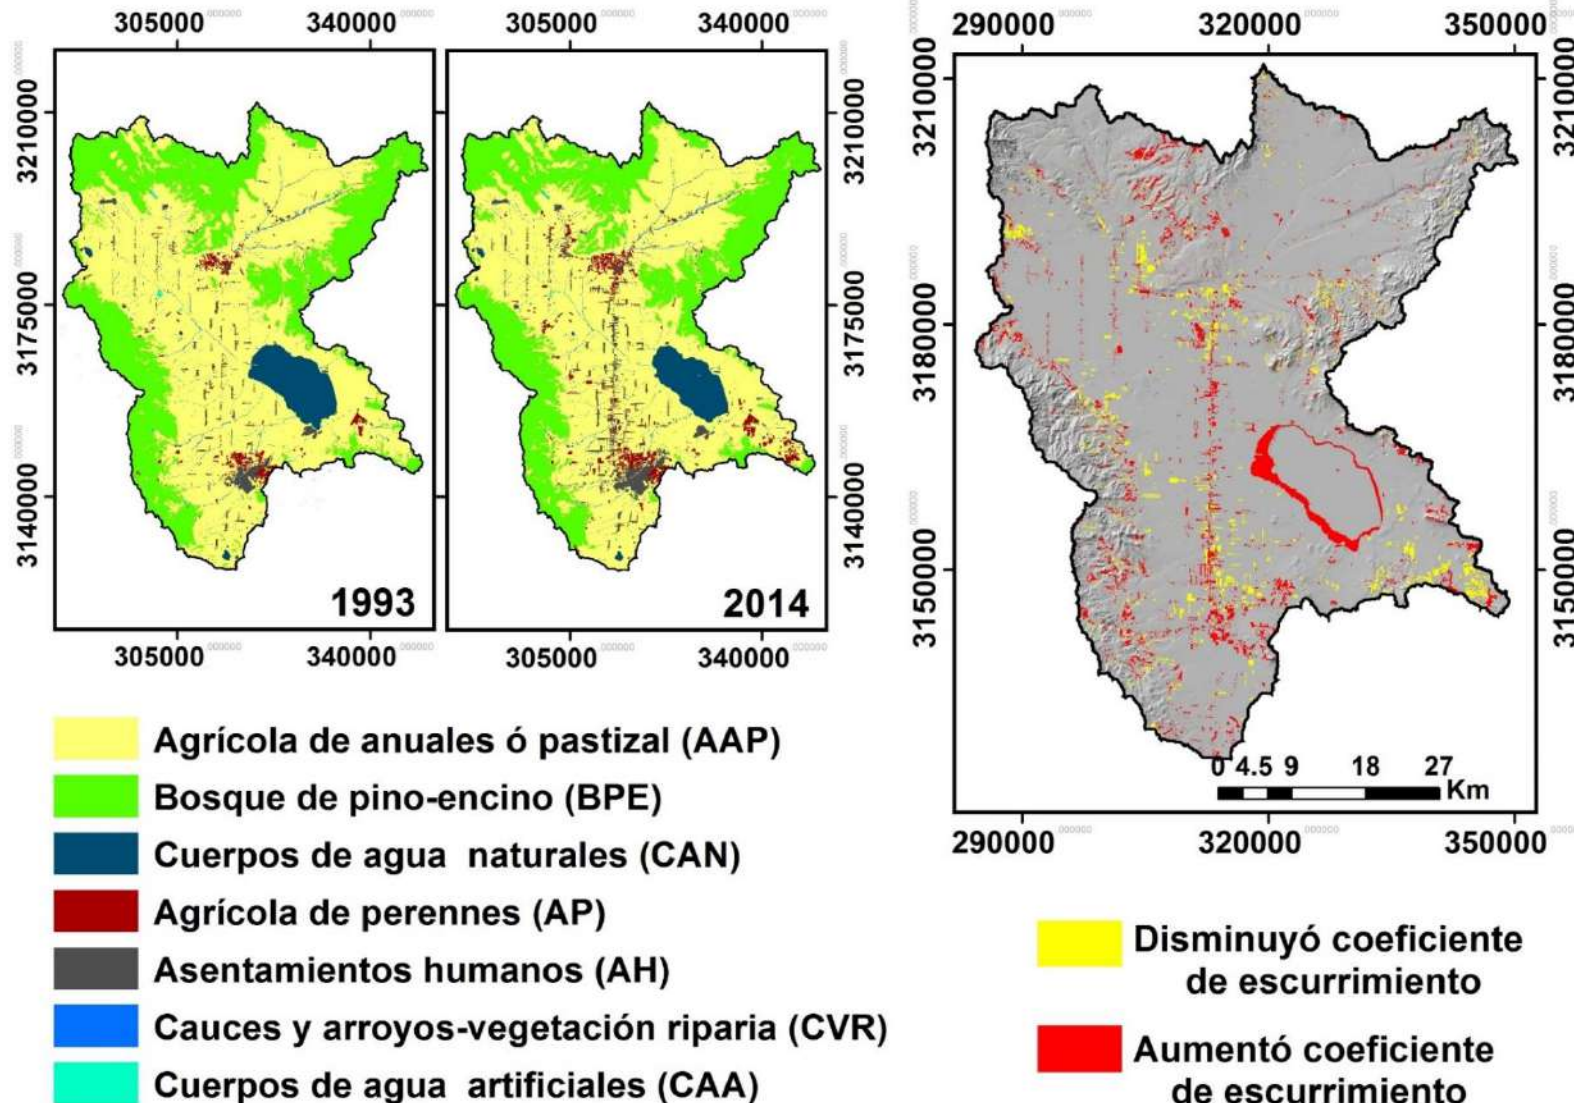 305000 340000 305000 340000
3210000 3175000 3140000
3210000 3175000 3140000
1993
2014
305000 340000 305000 340000
290000 320000 350000
3210000 3180000 3150000
3210000 3180000 3150000
0 4.5 9 18 27
Km
290000 320000 350000
Agrícola de anuales ó pastizal (AAP)
Bosque de pino-encino (BPE)
Cuerpos de agua naturales (CAN)
Agrícola de perennes (AP)
Asentamientos humanos (AH)
Cauces y arroyos-vegetación riparia (CVR)
Cuerpos de agua artificiales (CAA)
Disminuyó coeficiente
de escurrimiento
Aumentó coeficiente
de escurrimiento